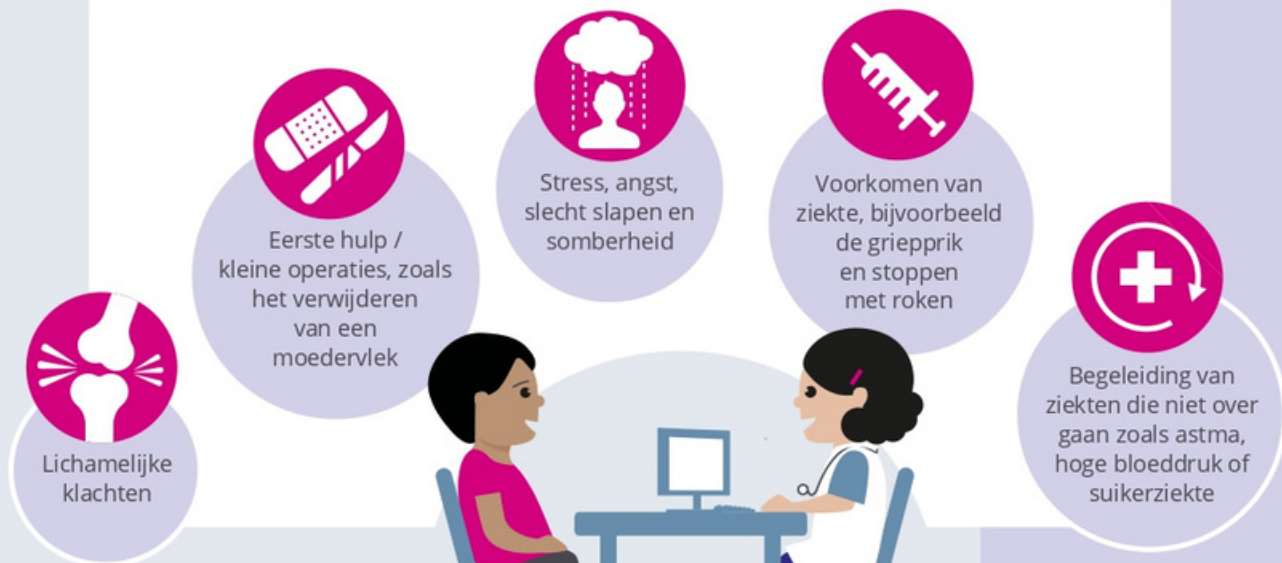 Lichamelijke
klachten
Eerste hulp /
kleine operaties, zoals
het verwijderen
van een
moedervlek
Stress, angst,
slecht slapen en
somberheid
Voorkomen van
ziekte, bijvoorbeeld
de griepprik
en stoppen
met roken
Begeleiding van
ziekten die niet over
gaan zoals astma,
hoge bloeddruk of
suikerziekte